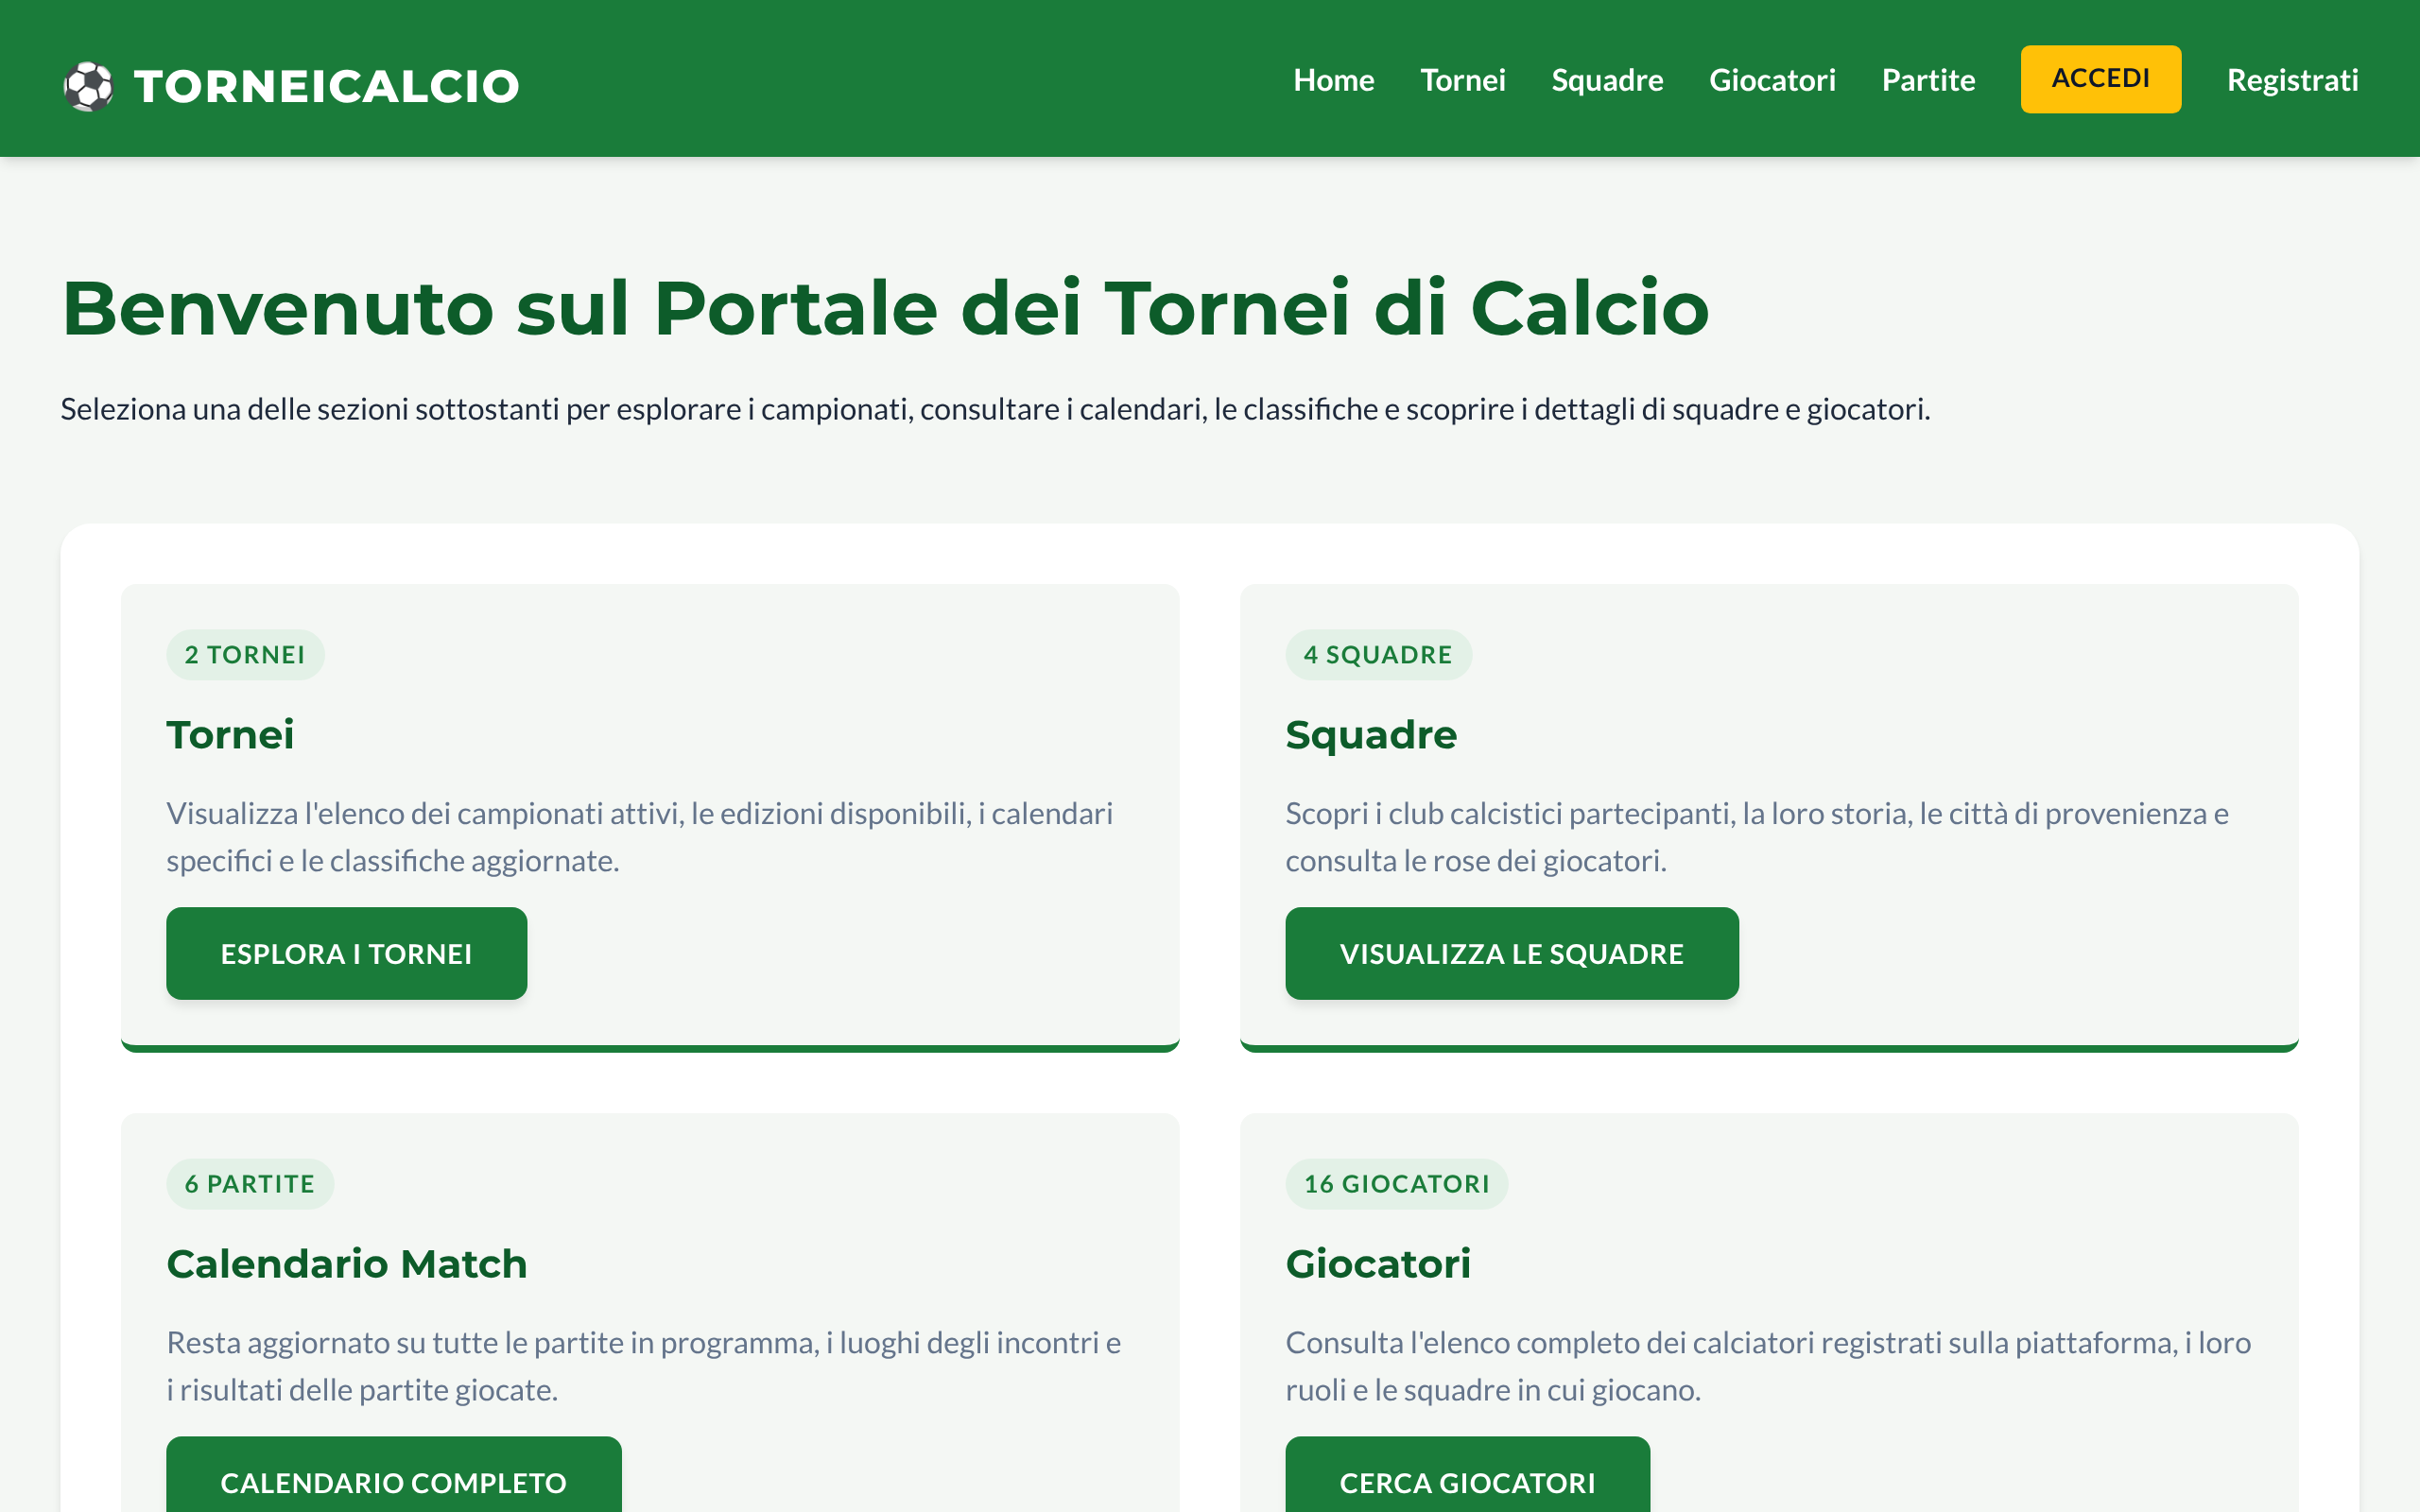 TORNEICALCIO
Home Tornei Squadre Giocatori Partite ACCEDI Registrati
Benvenuto sul Portale dei Tornei di Calcio
Seleziona una delle sezioni sottostanti per esplorare i campionati, consultare i calendari, le classifiche e scoprire i dettagli di squadre e giocatori.
2 TORNEI
Tornei
Visualizza l'elenco dei campionati attivi, le edizioni disponibili, i calendari
specifici e le classifiche aggiornate.
ESPLORA I TORNEI
4 SQUADRE
Squadre
Scopri i club calcistici partecipanti, la loro storia, le città di provenienza e
consulta le rose dei giocatori.
VISUALIZZA LE SQUADRE
6 PARTITE
Calendario Match
Resta aggiornato su tutte le partite in programma, i luoghi degli incontri e
i risultati delle partite giocate.
CALENDARIO COMPLETO
16 GIOCATORI
Giocatori
Consulta l'elenco completo dei calciatori registrati sulla piattaforma, i loro
ruoli e le squadre in cui giocano.
CERCA GIOCATORI